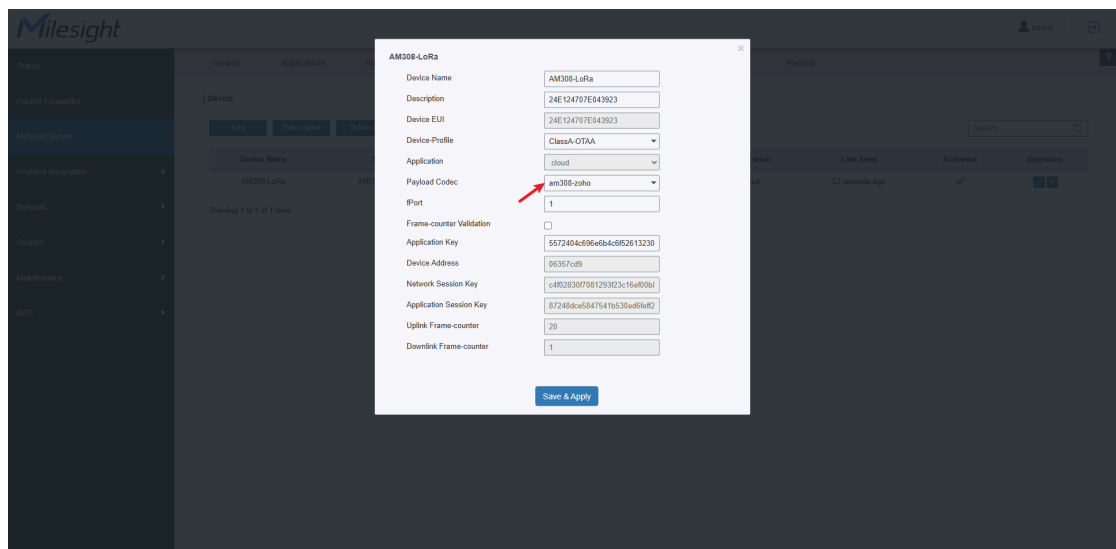 Milesight
admin
Status
Packet Forwarder
Network Server
Protocol Integration
Network
System
Maintenance
APP
General
Applications
Packets
?
Device
Add
Bulk Import
Search
Device Name
Last Seen
Activated
Operation
AM308-LoRa
52 seconds ago
Showing 1 to 1 of 1 rows
AM308-LoRa
×
Device Name AM308-LoRa
Description 24E124707E043923
Device EUI 24E124707E043923
Device-Profile ClassA-OTAA
Application cloud
Payload Codec am308-zoho
fPort 1
Frame-counter Validation
Application Key 5572404c696e6b4c6f52613230
Device Address 06357cd9
Network Session Key c4f02830f7081293f23c16ef00bl
Application Session Key 87248dce5847541b530ed6feff2
Uplink Frame-counter 20
Downlink Frame-counter 1
Save & Apply